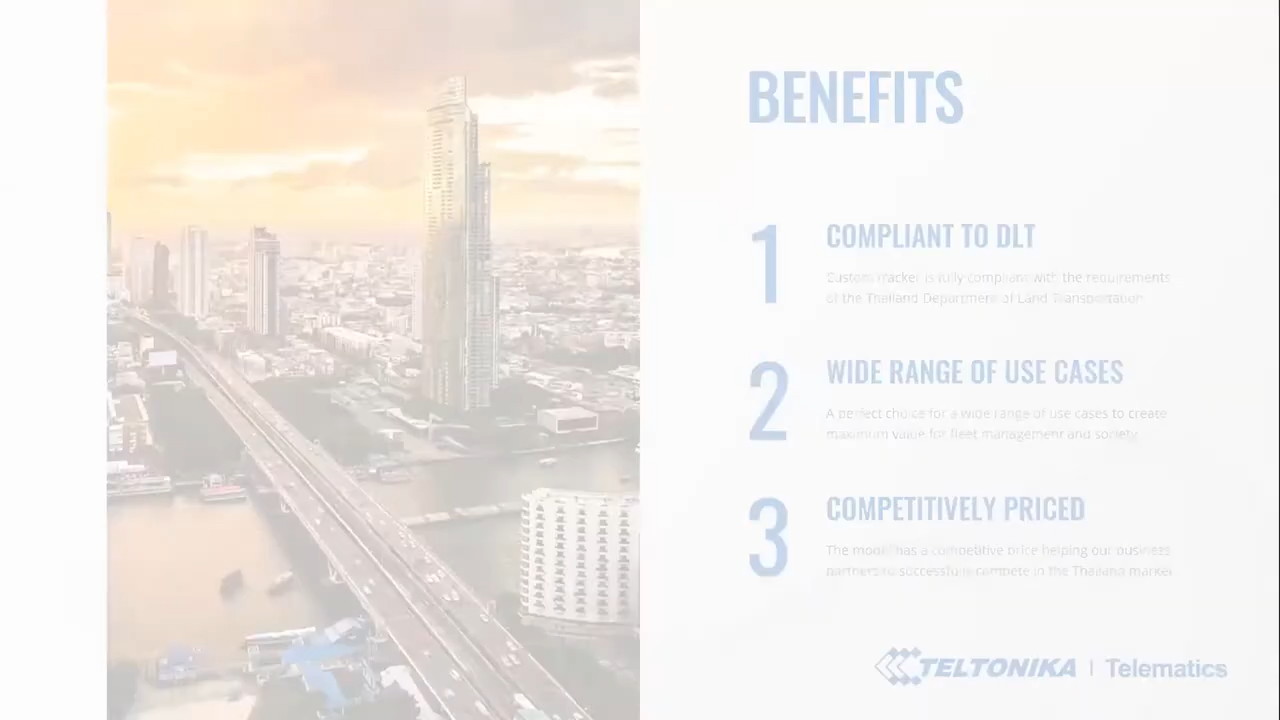 BENEFITS
1
COMPLIANT TO DLT
Custom tracker is fully compliant with the requirements
of the Thailand Department of Land Transportation
2
WIDE RANGE OF USE CASES
A perfect choice for a wide range of use cases to create
maximum value for fleet management and society
3
COMPETITIVELY PRICED
The model has a competitive price helping our business
partners to successfully compete in the Thailand market
TELTONIKA | Telematics